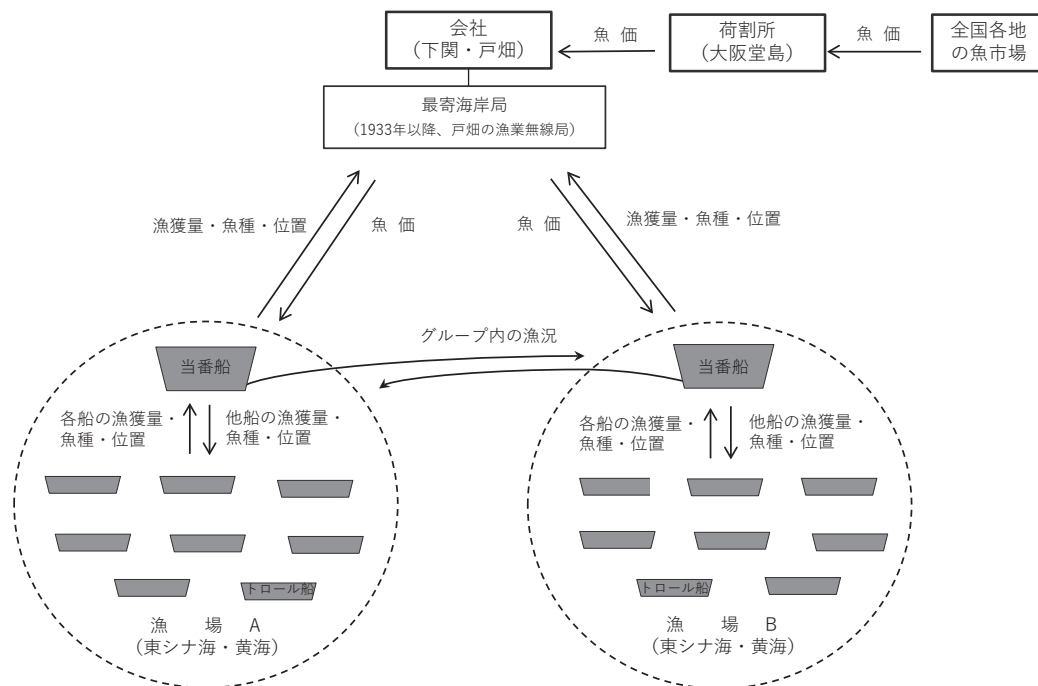 会社
(下関・戸畑)
魚 価
荷割所
(大阪堂島)
魚 価
全国各地
の魚市場
最寄海岸局
(1933年以降、戸畑の漁業無線局)
漁獲量・魚種・位置
魚 価
魚 価
漁獲量・魚種・位置
グループ内の漁況
当番船
当番船
各船の漁獲量・
魚種・位置
他船の漁獲量・
魚種・位置
各船の漁獲量・
魚種・位置
他船の漁獲量・
魚種・位置
トロール船
トロール船
漁 場 A
(東シナ海・黄海)
漁 場 B
(東シナ海・黄海)